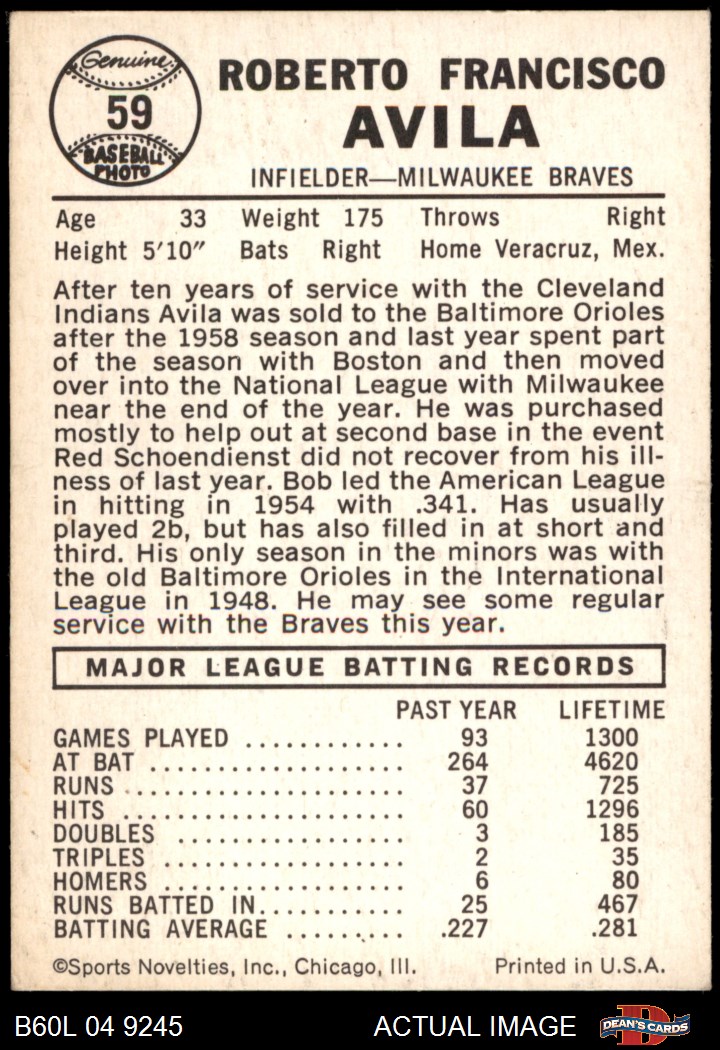 Genuine
59
BASEBALL
PHOTO
ROBERTO FRANCISCO
AVILA
INFIELDER—MILWAUKEE BRAVES
Age 33 Weight 175 Throws Right
Height 5'10" Bats Right Home Veracruz, Mex.
After ten years of service with the Cleveland
Indians Avila was sold to the Baltimore Orioles
after the 1958 season and last year spent part
of the season with Boston and then moved
over into the National League with Milwaukee
near the end of the year. He was purchased
mostly to help out at second base in the event
Red Schoendienst did not recover from his ill-
ness of last year. Bob led the American League
in hitting in 1954 with .341. Has usually
played 2b, but has also filled in at short and
third. His only season in the minors was with
the old Baltimore Orioles in the International
League in 1948. He may see some regular
service with the Braves this year.
MAJOR LEAGUE BATTING RECORDS
PAST YEAR LIFETIME
GAMES PLAYED ............ 93 1300
AT BAT .................... 264 4620
RUNS ...................... 37 725
HITS ...................... 60 1296
DOUBLES .................. 3 185
TRIPLES .................. 2 35
HOMERS .................. 6 80
RUNS BATTED IN........... 25 467
BATTING AVERAGE ......... .227 .281
©Sports Novelties, Inc., Chicago, Ill. Printed in U.S.A.
B60L 04 9245 ACTUAL IMAGE DEAN'S CARDS